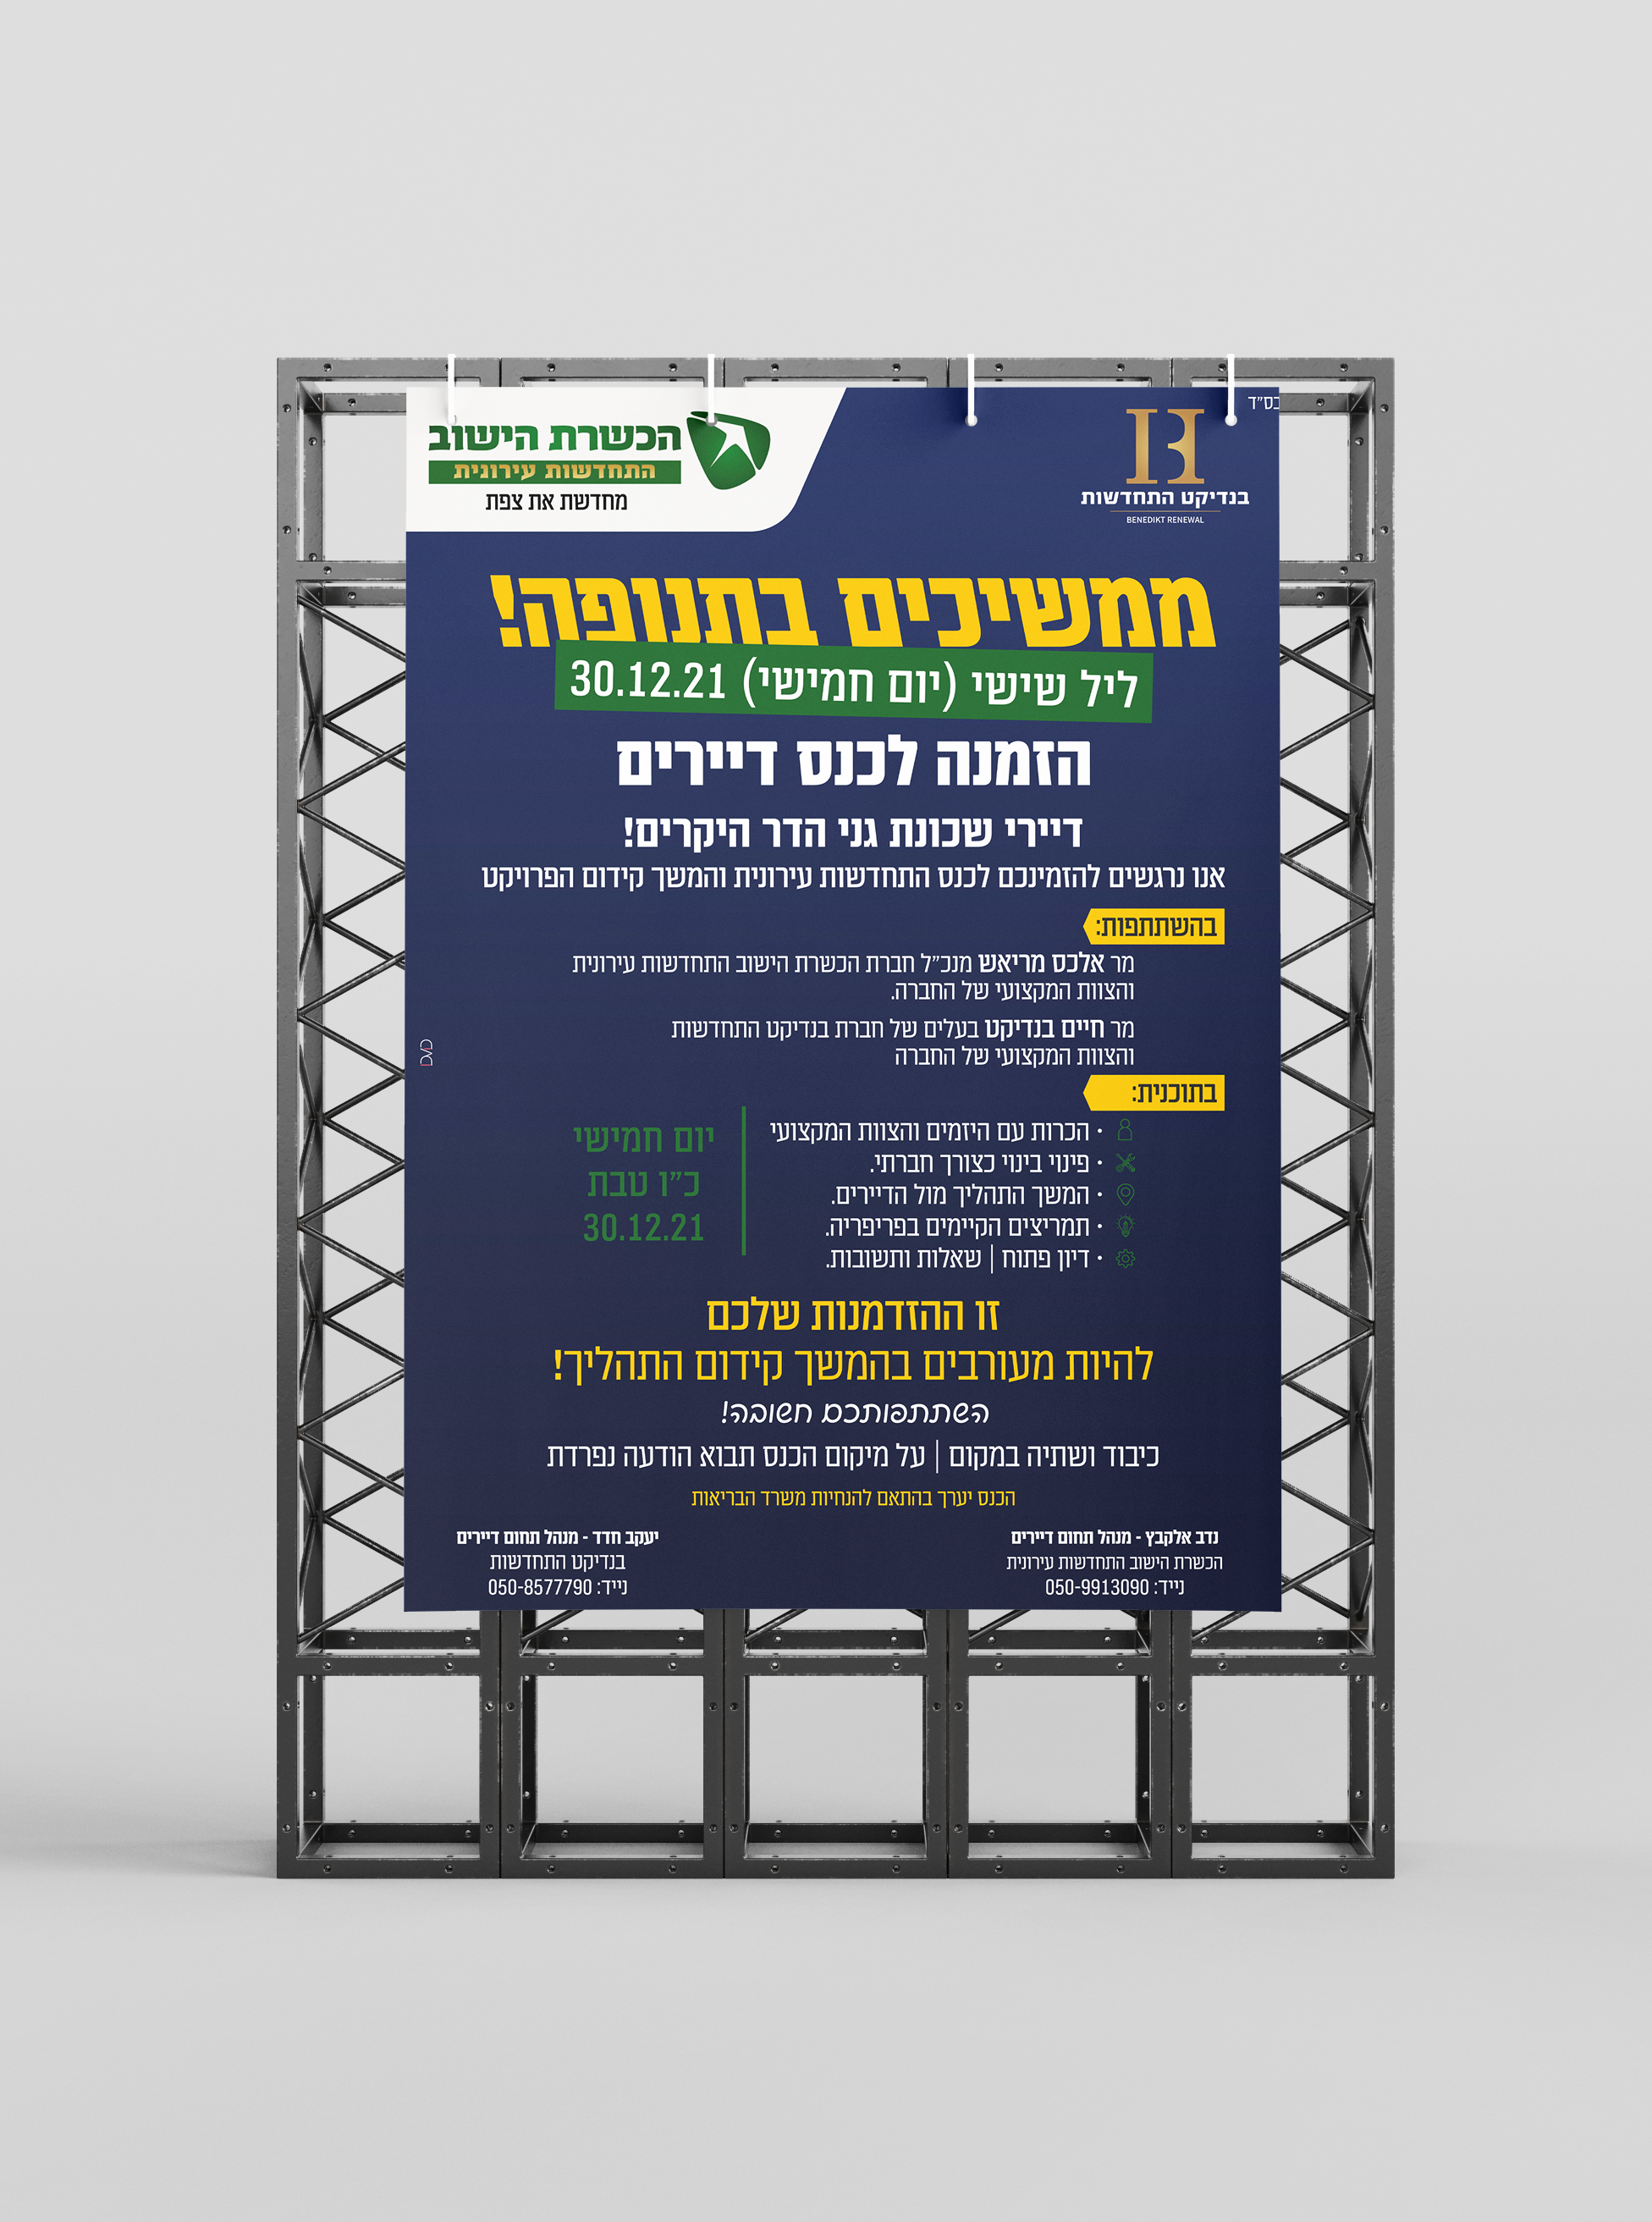 בס"ד
בנדיקט התחדשות
BENEDIKT RENEWAL
הכשרת הישוב
התחדשות עירונית
מחדשת את צפת
ממשיכים בתנופה!
ליל שישי (יום חמישי) 30.12.21
הזמנה לכנס דיירים
דיירי שכונת גני הדר היקרים!
אנו נרגשים להזמינכם לכנס התחדשות עירונית והמשך קידום הפרויקט
בהשתתפות:
מר אלכס מריאש מנכ"ל חברת הכשרת הישוב התחדשות עירונית
והצוות המקצועי של החברה.
מר חיים בנדיקט בעלים של חברת בנדיקט התחדשות
והצוות המקצועי של החברה
בתוכנית:
• הכרות עם היזמים והצוות המקצועי
• פינוי בינוי כצורך חברתי.
• המשך התהליך מול הדיירים.
• תמריצים הקיימים בפריפריה.
• דיון פתוח | שאלות ותשובות.
יום חמישי
כ"ו טבת
30.12.21
זו ההזדמנות שלכם
להיות מעורבים בהמשך קידום התהליך!
השתתפותכם חשובה!
כיבוד ושתיה במקום | על מיקום הכנס תבוא הודעה נפרדת
הכנס יערך בהתאם להנחיות משרד הבריאות
נדב אלקבץ - מנהל תחום דיירים
הכשרת הישוב התחדשות עירונית
נייד: 050-9913090
יעקב חדד - מנהל תחום דיירים
בנדיקט התחדשות
נייד: 050-8577790